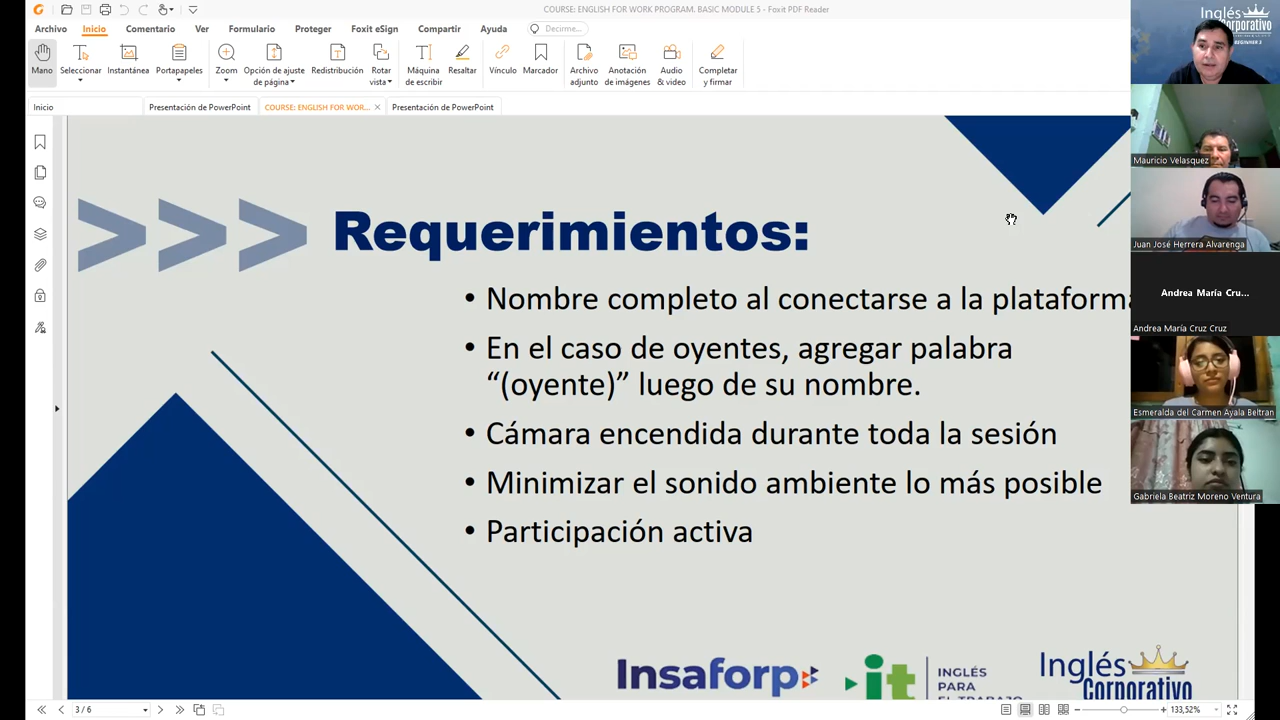 COURSE: ENGLISH FOR WORK PROGRAM. BASIC MODULE 5 - Foxit PDF Reader
Archivo Inicio Comentario Ver Formulario Proteger Foxit eSign Compartir Ayuda Decirme...
Mano Seleccionar Instantánea Portapapeles Zoom Opción de ajuste de página Redistribución Rotar vista Máquina de escribir Resaltar Vínculo Marcador Archivo adjunto Anotación de imágenes Audio & video Completar y firmar
Inicio Presentación de PowerPoint COURSE: ENGLISH FOR WOR... Presentación de PowerPoint
>>> Requerimientos:
• Nombre completo al conectarse a la plataforma
• En el caso de oyentes, agregar palabra
“(oyente)” luego de su nombre.
• Cámara encendida durante toda la sesión
• Minimizar el sonido ambiente lo más posible
• Participación activa
Insaforp
it
INGLÉS
PARA
EL TRABAJO
Inglés
Corporativo
Inglés
Corporativo
BEGINNER 2
Mauricio Velasquez
Juan José Herrera Alvarenga
Andrea María Cru...
Andrea María Cruz Cruz
Esmeralda del Carmen Ayala Beltran
Gabriela Beatriz Moreno Ventura
3 / 6
133,52%